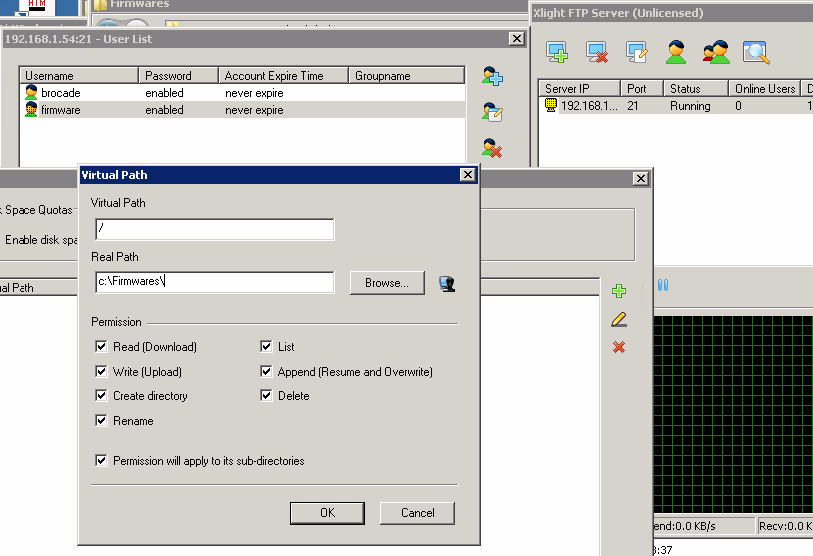 HTM
Firmwares
Xlight FTP Server (Unlicensed)
192.168.1.54:21 - User List
Username Password Account Expire Time Groupname
brocade enabled never expire
firmware enabled never expire
Server IP Port Status Online Users D
192.168.1... 21 Running 0 1
Virtual Path
Virtual Path
/
Real Path
c:\Firmwares\
Browse...
Permission
Read (Download) List
Write (Upload) Append (Resume and Overwrite)
Create directory Delete
Rename
Permission will apply to its sub-directories
OK Cancel
k Space Quotas
Enable disk spa
ual Path
end:0.0 KB/s Recv:0.0 K
3:37